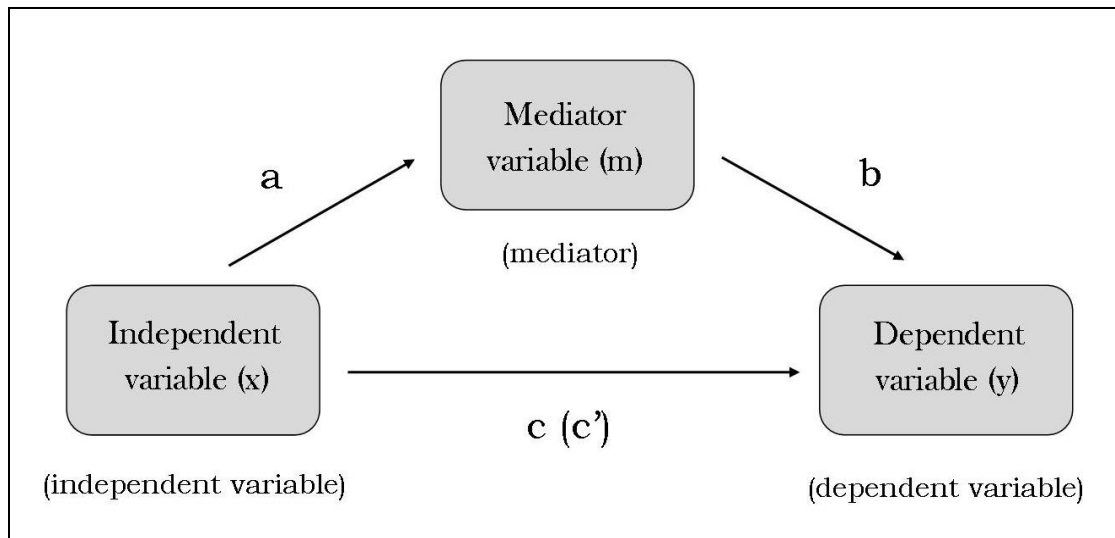 Mediator
variable (m)
a
b
(mediator)
Independent
variable (x)
Dependent
variable (y)
c (c’)
(independent variable)
(dependent variable)